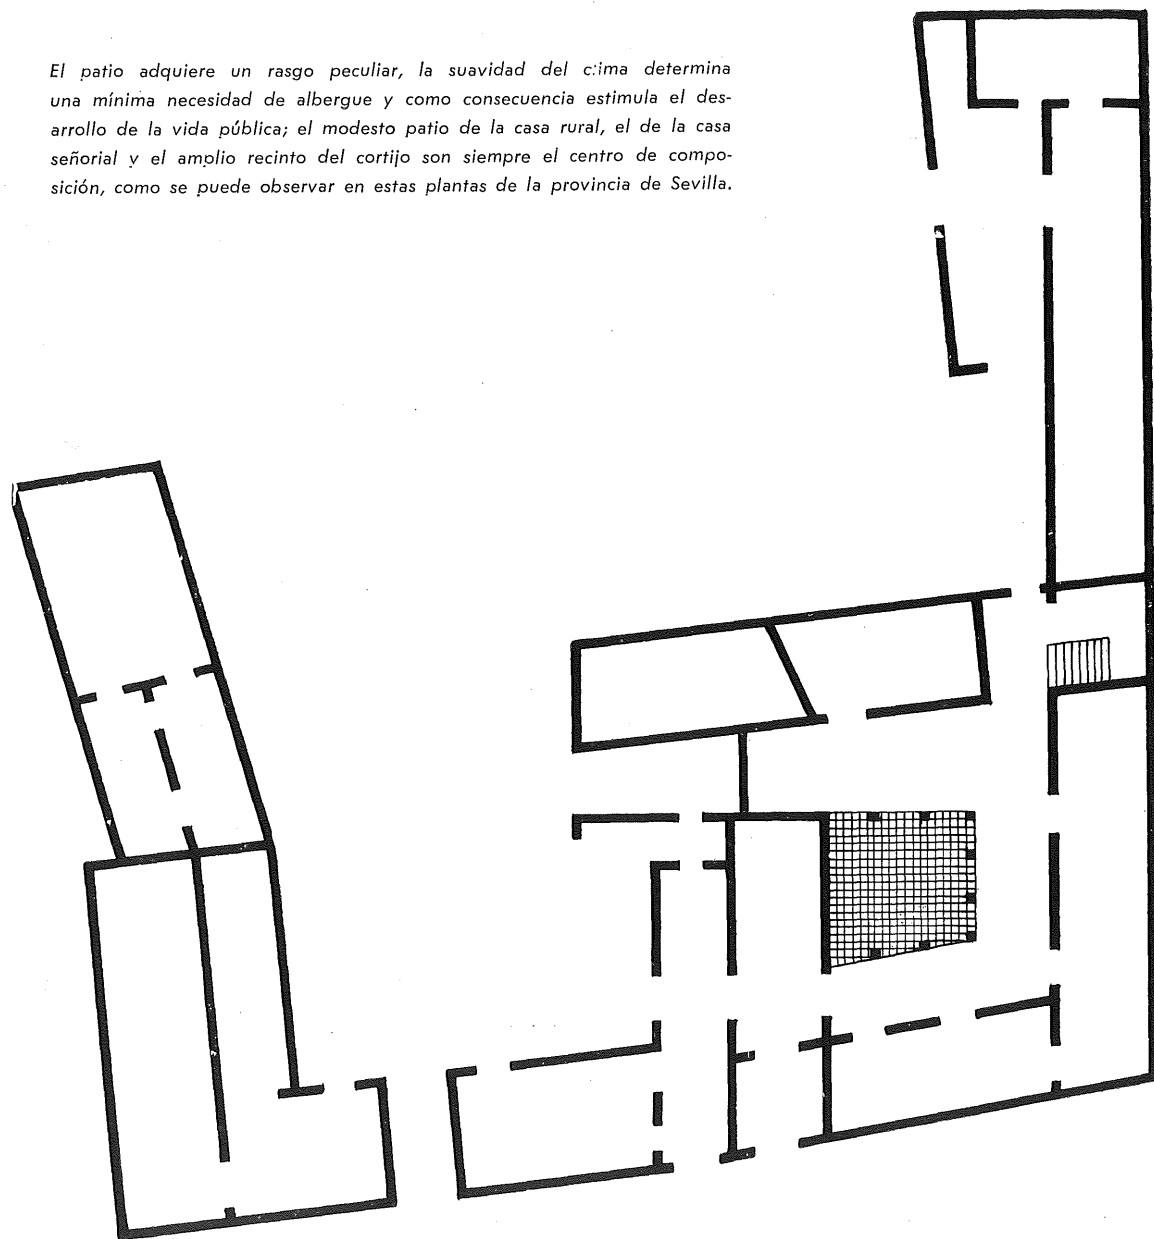 El patio adquiere un rasgo peculiar, la suavidad del c:ima determina
una mínima necesidad de albergue y como consecuencia estimula el des-
arrollo de la vida pública; el modesto patio de la casa rural, el de la casa
señorial y el amplio recinto del cortijo son siempre el centro de compo-
sición, como se puede observar en estas plantas de la provincia de Sevilla.